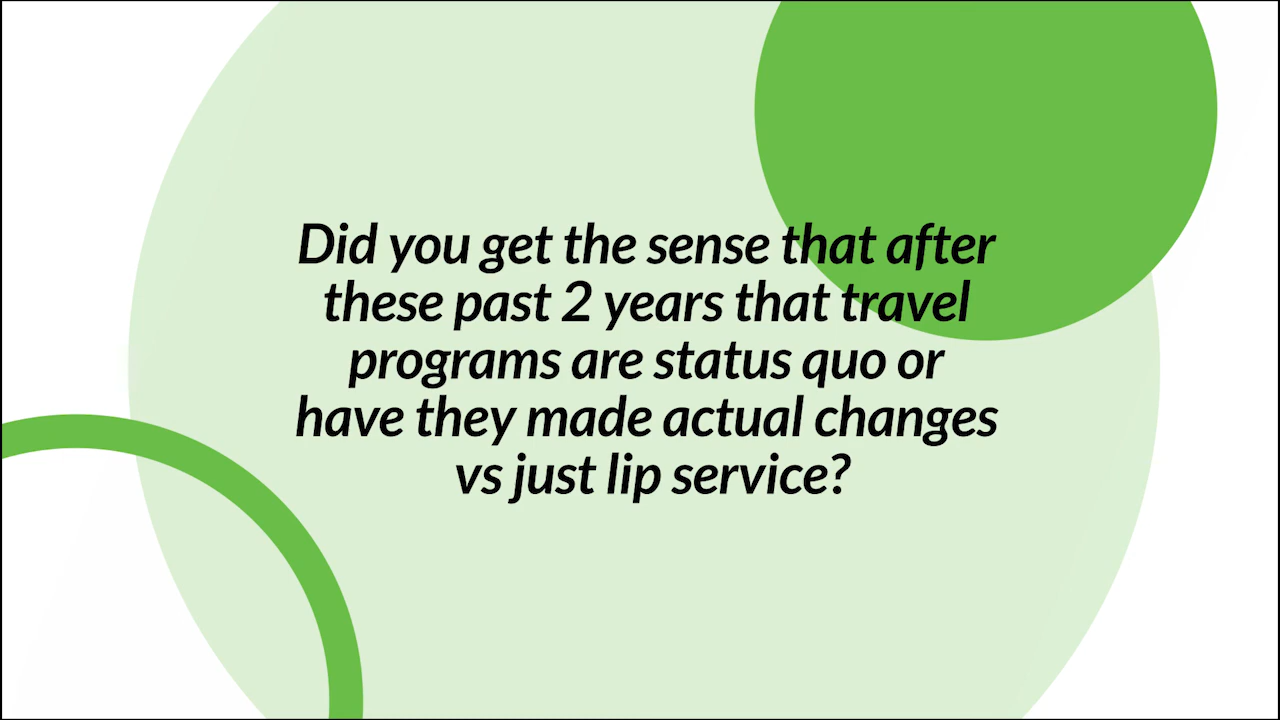 Did you get the sense that after
these past 2 years that travel
programs are status quo or
have they made actual changes
vs just lip service?